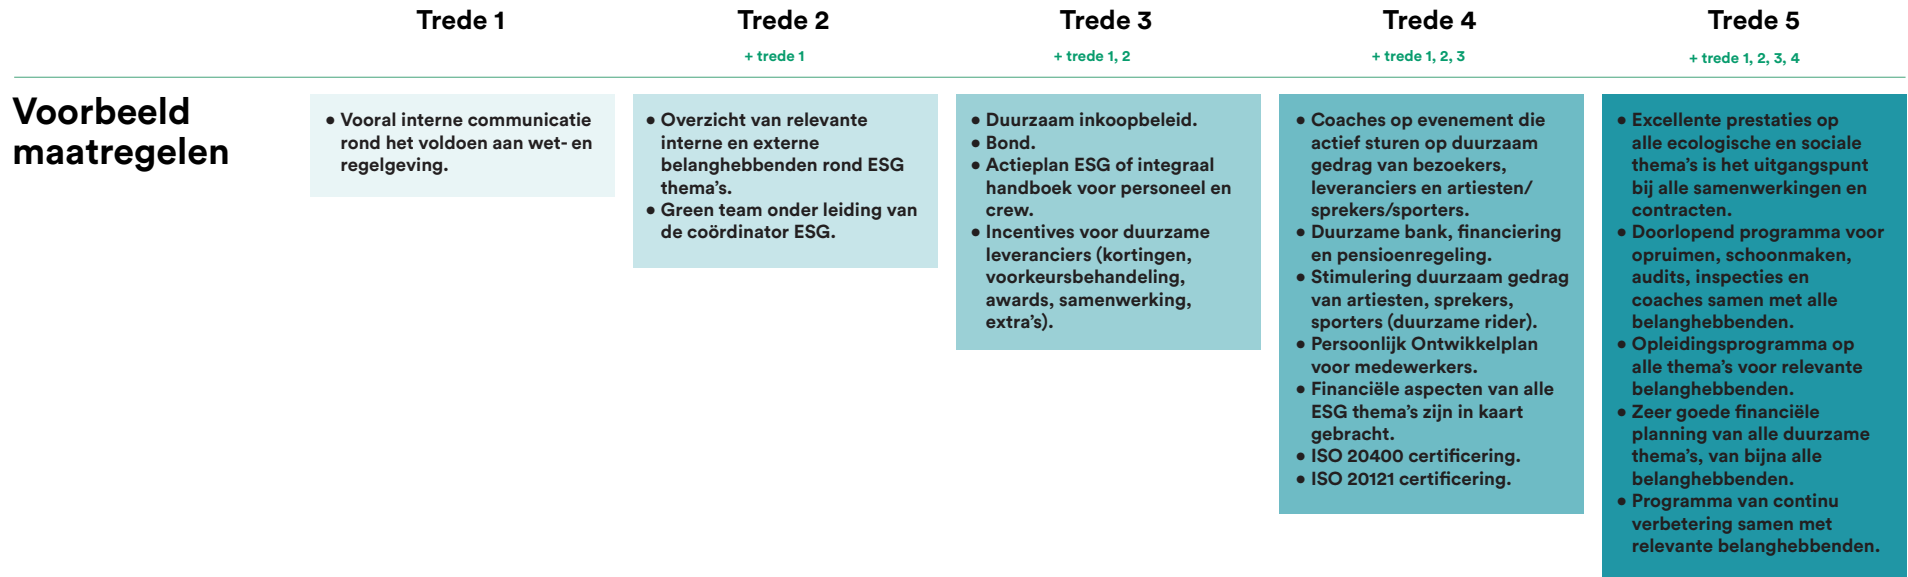 Trede 1
Trede 2
Trede 3
Trede 4
Trede 5
+ trede 1
+ trede 1, 2
+ trede 1, 2, 3
+ trede 1, 2, 3, 4
Voorbeeld
maatregelen
• Vooral interne communicatie
rond het voldoen aan wet- en
regelgeving.
• Overzicht van relevante
interne en externe
belanghebbenden rond ESG
thema’s.
• Green team onder leiding van
de coördinator ESG.
• Duurzaam inkoopbeleid.
• Bond.
• Actieplan ESG of integraal
handboek voor personeel en
crew.
• Incentives voor duurzame
leveranciers (kortingen,
voorkeursbehandeling,
awards, samenwerking,
extra’s).
• Coaches op evenement die
actief sturen op duurzaam
gedrag van bezoekers,
leveranciers en artiesten/
sprekers/sporters.
• Duurzame bank, financiering
en pensioenregeling.
• Stimulering duurzaam gedrag
van artiesten, sprekers,
sporters (duurzame rider).
• Persoonlijk Ontwikkelplan
voor medewerkers.
• Financiële aspecten van alle
ESG thema’s zijn in kaart
gebracht.
• ISO 20400 certificering.
• ISO 20121 certificering.
• Excellente prestaties op
alle ecologische en sociale
thema’s is het uitgangspunt
bij alle samenwerkingen en
contracten.
• Doorlopend programma voor
opruimen, schoonmaken,
audits, inspecties en
coaches samen met alle
belanghebbenden.
• Opleidingsprogramma op
alle thema’s voor relevante
belanghebbenden.
• Zeer goede financiële
planning van alle duurzame
thema’s, van bijna alle
belanghebbenden.
• Programma van continu
verbetering samen met
relevante belanghebbenden.